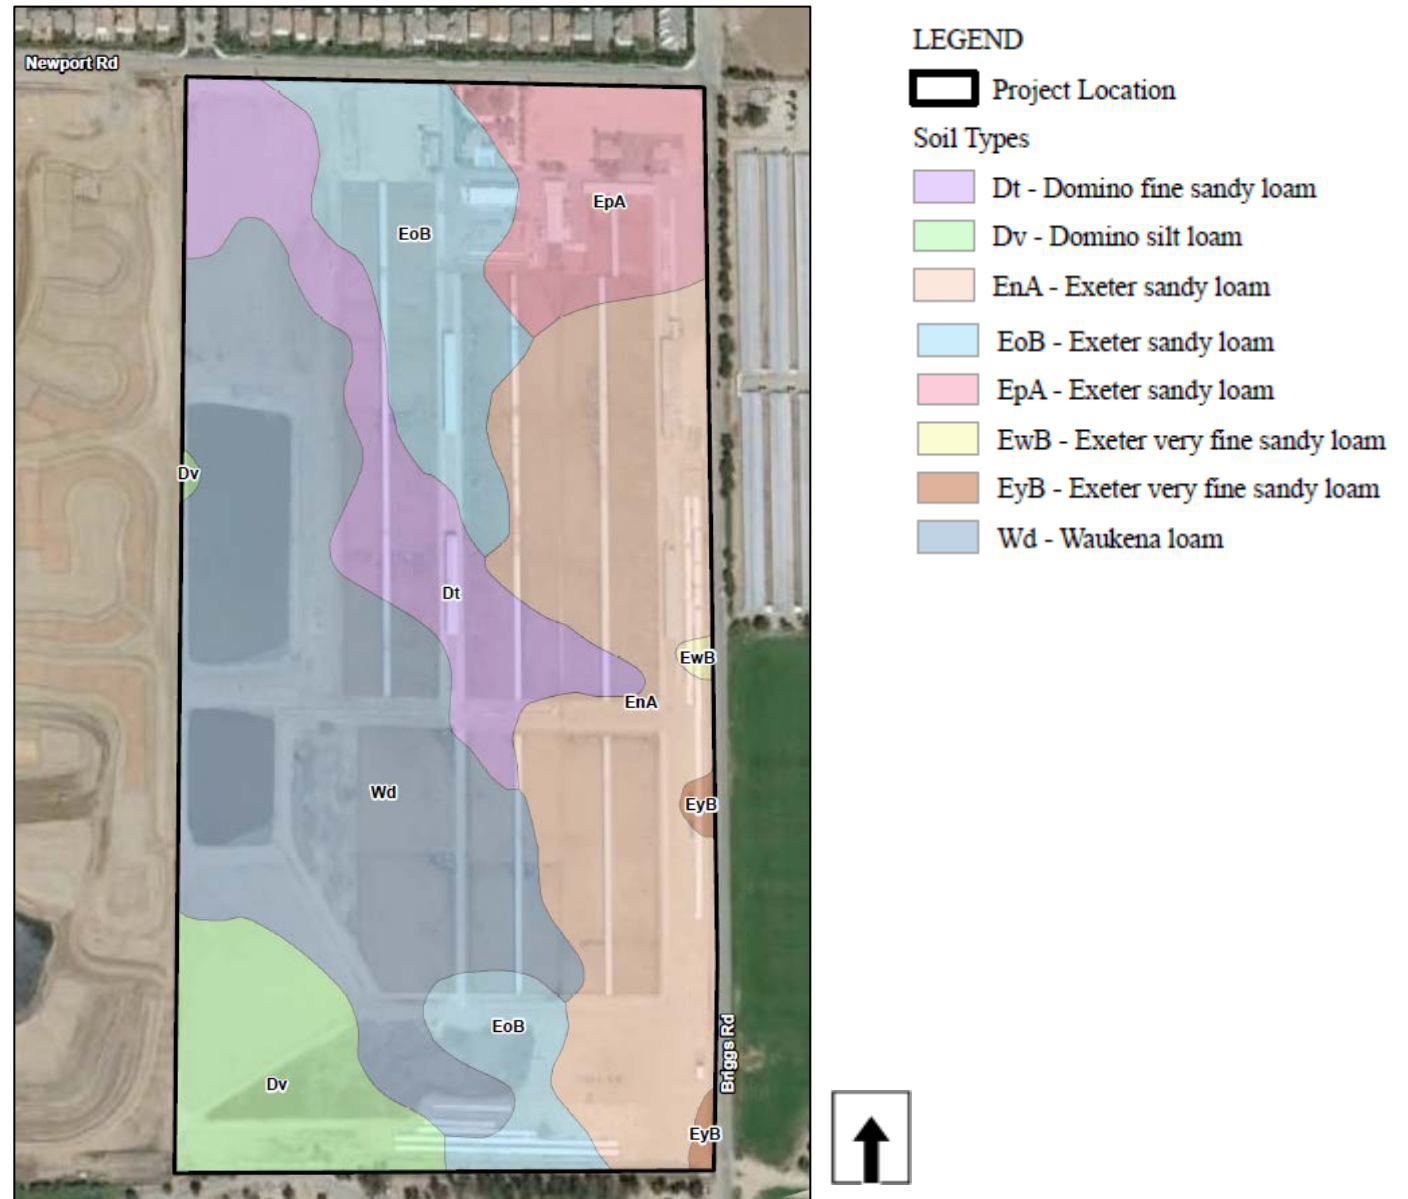 Newport Rd
EpA
EoB
Dv
Dt
EwB
EnA
Wd
EyB
EoB
Briggs Rd
Dv
EyB
LEGEND
Project Location
Soil Types
Dt - Domino fine sandy loam
Dv - Domino silt loam
EnA - Exeter sandy loam
EoB - Exeter sandy loam
EpA - Exeter sandy loam
EwB - Exeter very fine sandy loam
EyB - Exeter very fine sandy loam
Wd - Waukena loam